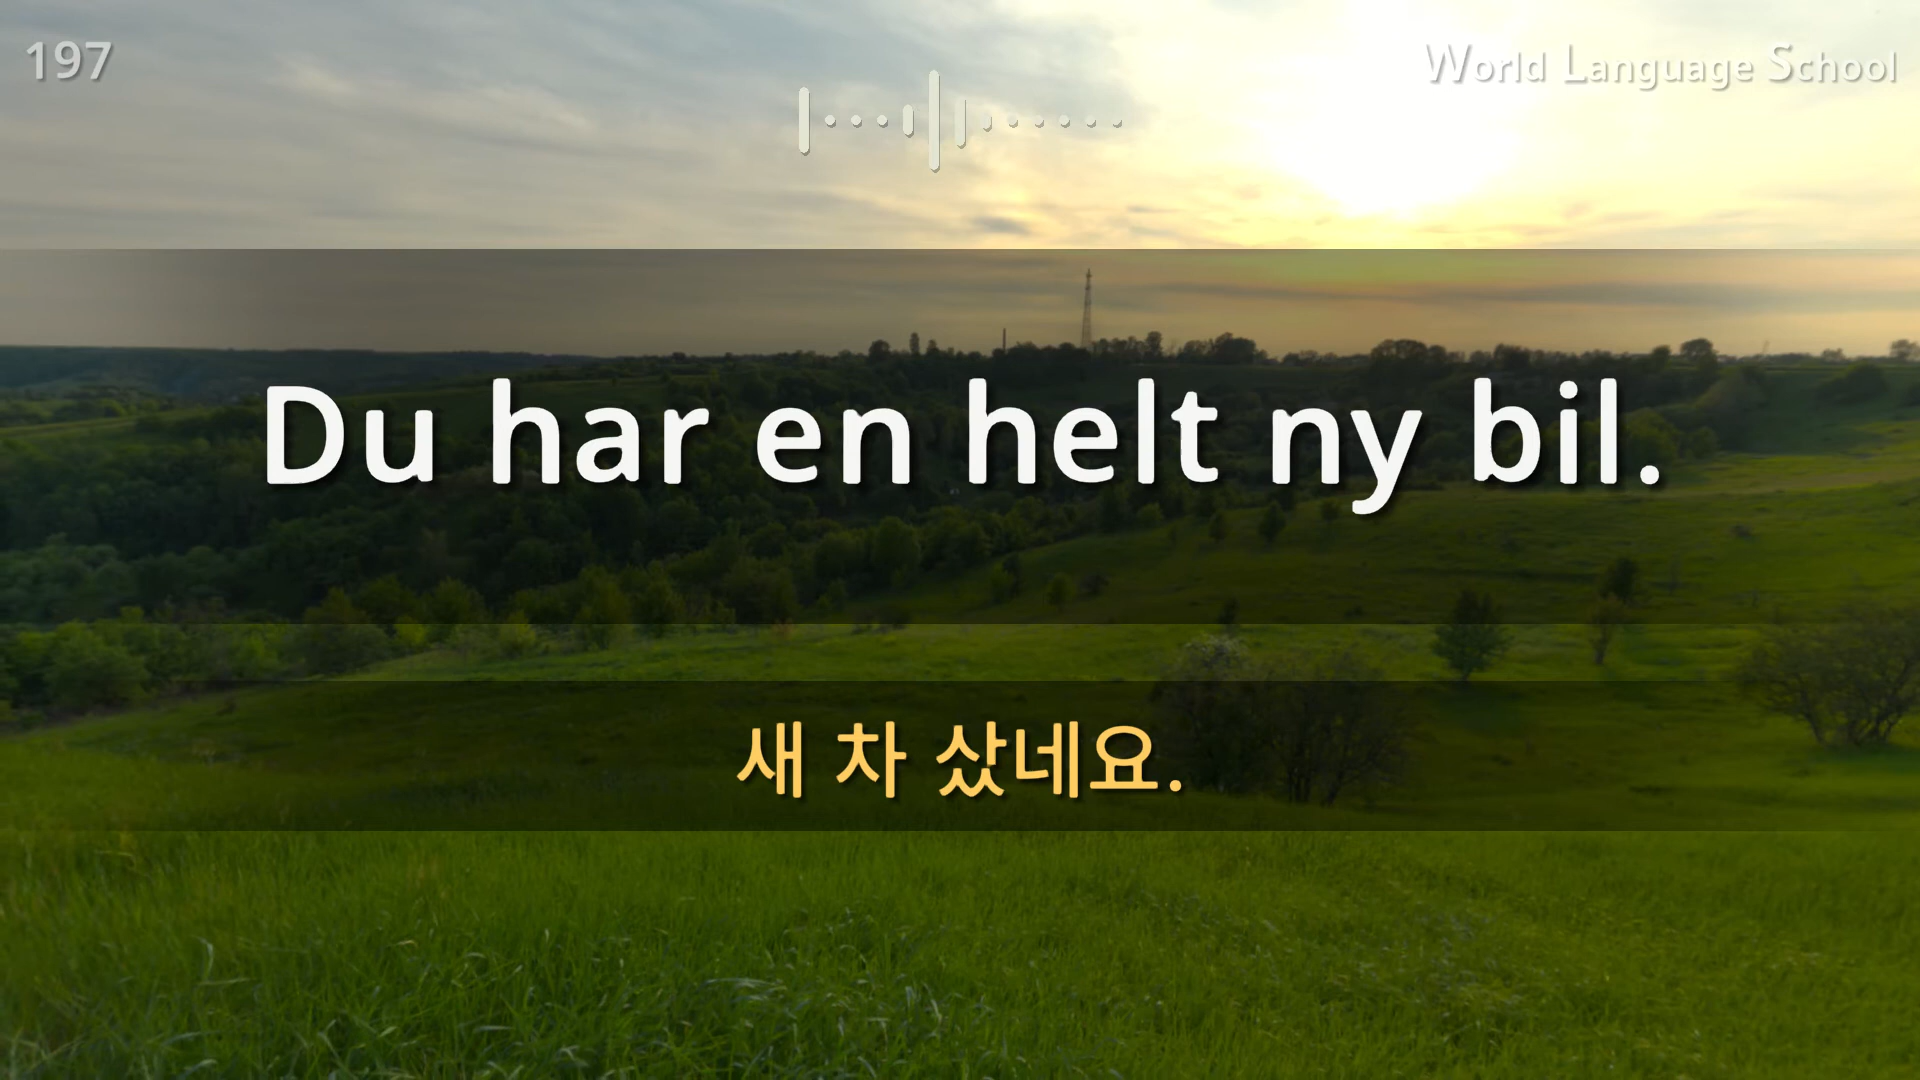 197
World Language School
Du har en helt ny bil.
새 차 샀네요.